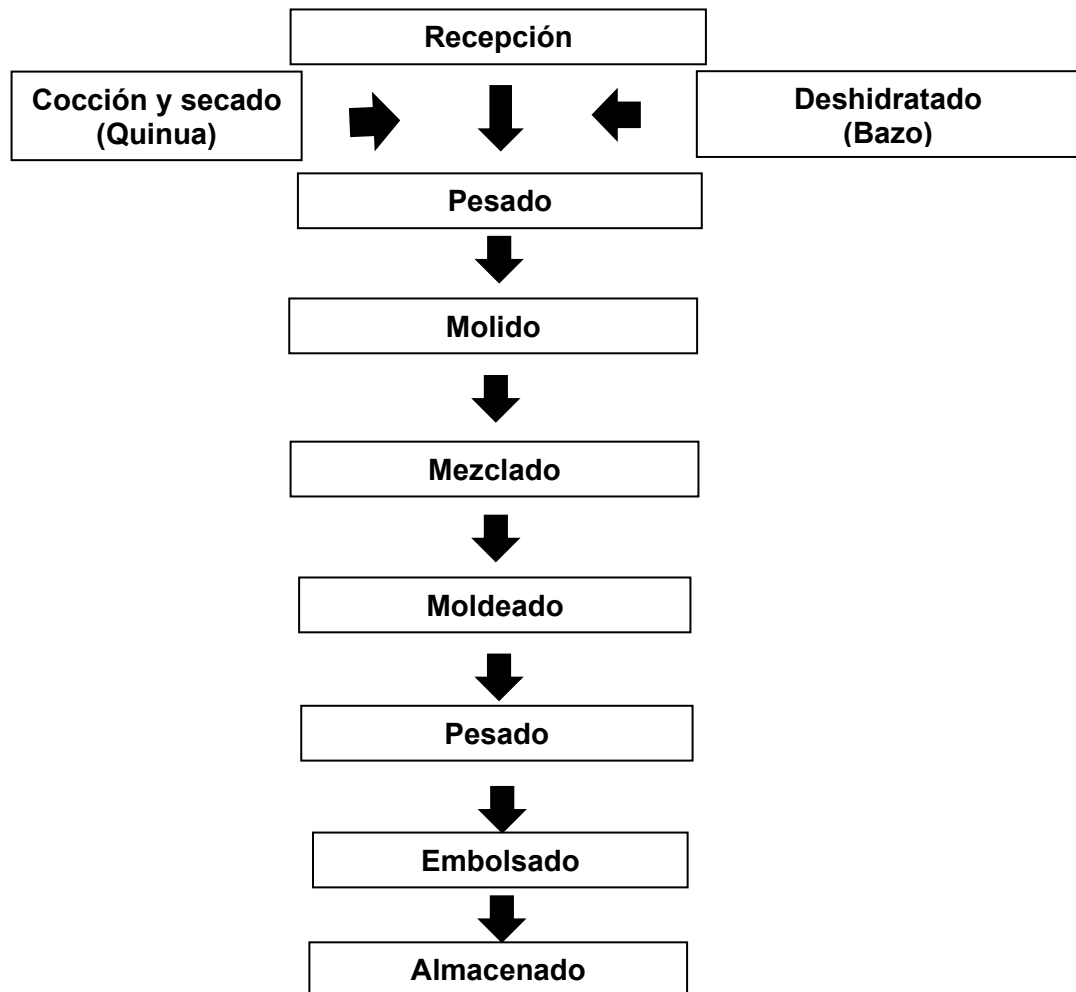 Recepción
Cocción y secado
(Quinua)
Deshidratado
(Bazo)
Pesado
Molido
Mezclado
Moldeado
Pesado
Embolsado
Almacenado